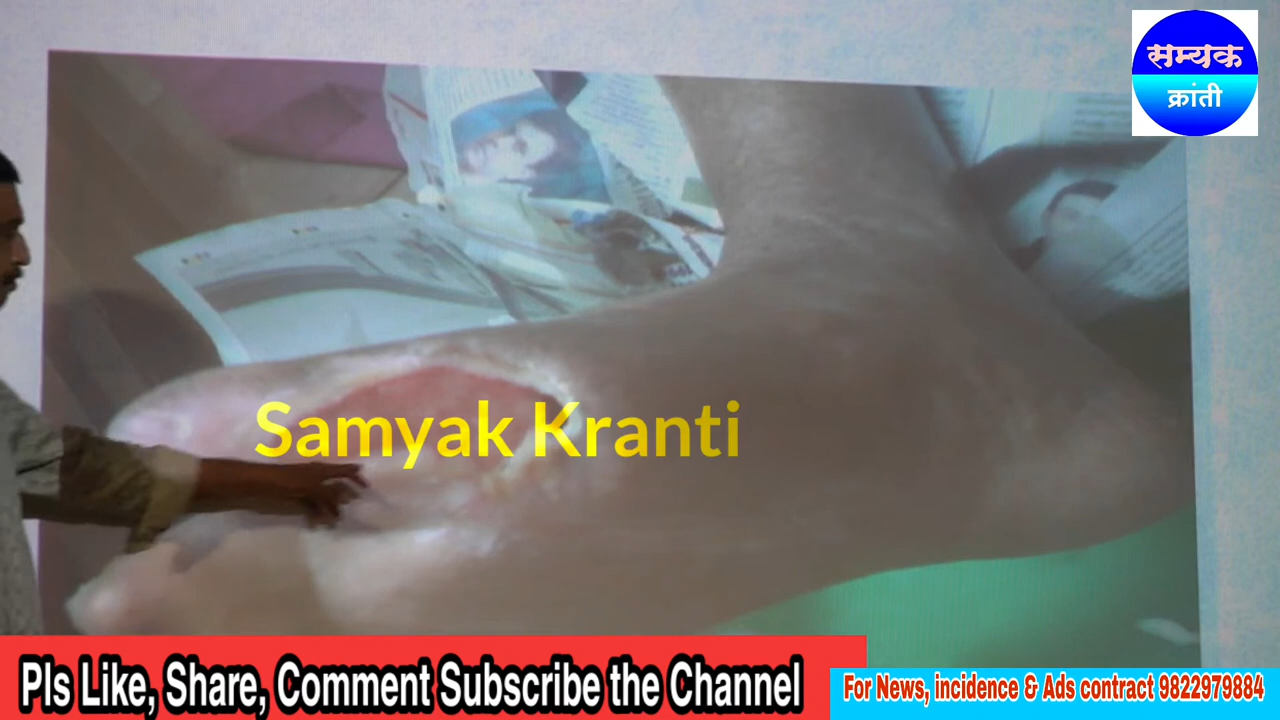 सम्यक
क्रांती
Samyak Kranti
Pls Like, Share, Comment Subscribe the Channel
For News, incidence & Ads contract 9822979884